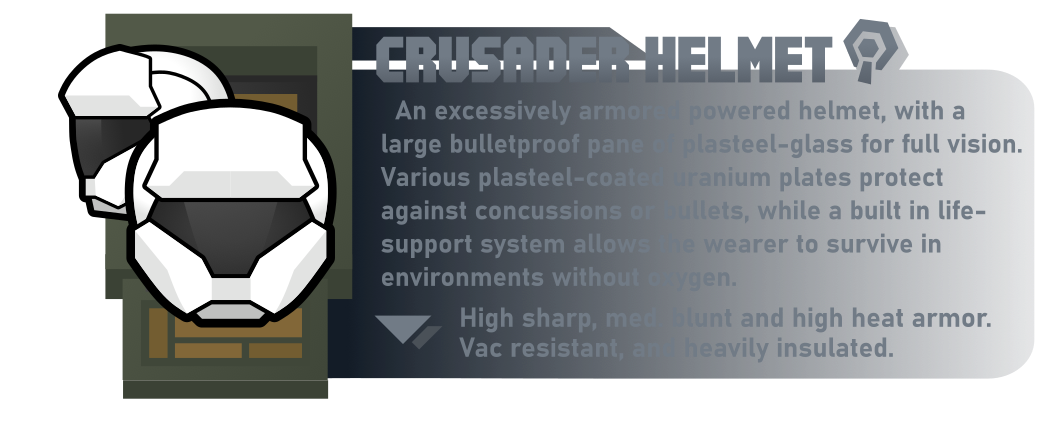 CRUSADER HELMET
An excessively armored powered helmet, with a
large bulletproof pane of plasteel-glass for full vision.
Various plasteel-coated uranium plates protect
against concussions or bullets, while a built in life-
support system allows the wearer to survive in
environments without oxygen.
High sharp, med blunt and high heat armor.
Vac resistant, and heavily insulated.